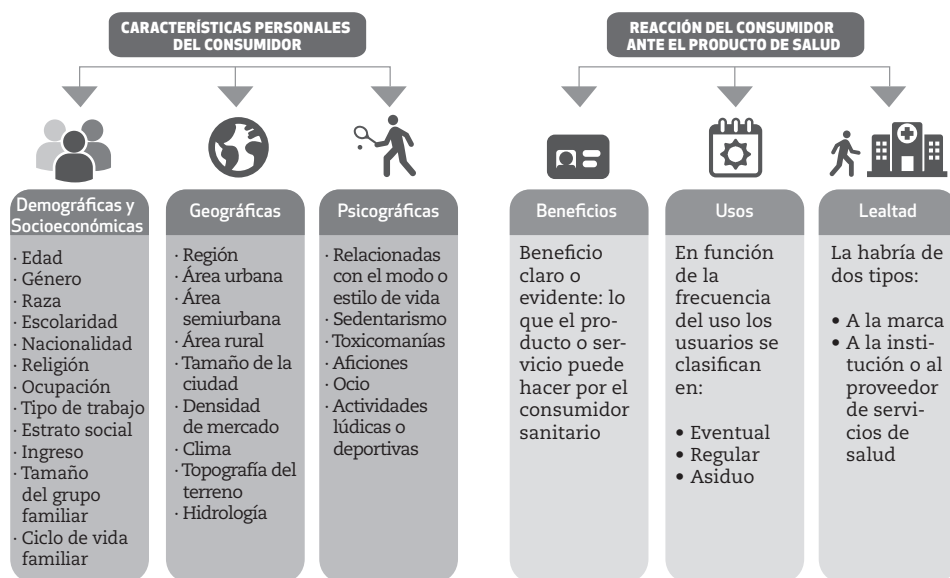 CARACTERÍSTICAS PERSONALES
DEL CONSUMIDOR
Demográficas y
Socioeconómicas
· Edad
· Género
· Raza
· Escolaridad
· Nacionalidad
· Religión
· Ocupación
· Tipo de trabajo
· Estrato social
· Ingreso
· Tamaño
del grupo
familiar
· Ciclo de vida
familiar
Geográficas
· Región
· Área urbana
· Área
semiurbana
· Área rural
· Tamaño de la
ciudad
· Densidad
de mercado
· Clima
· Topografía del
terreno
· Hidrología
Psicográficas
· Relacionadas
con el modo o
estilo de vida
· Sedentarismo
· Toxicomanías
· Aficiones
· Ocio
· Actividades
lúdicas o
deportivas
REACCIÓN DEL CONSUMIDOR
ANTE EL PRODUCTO DE SALUD
Beneficios
Beneficio
claro o
evidente: lo
que el pro-
ducto o ser-
vicio puede
hacer por el
consumidor
sanitario
Usos
En función
de la
frecuencia
del uso los
usuarios se
clasifican
en:
• Eventual
• Regular
• Asiduo
Lealtad
La habría de
dos tipos:
• A la marca
• A la insti-
tución o al
proveedor
de servi-
cios de
salud